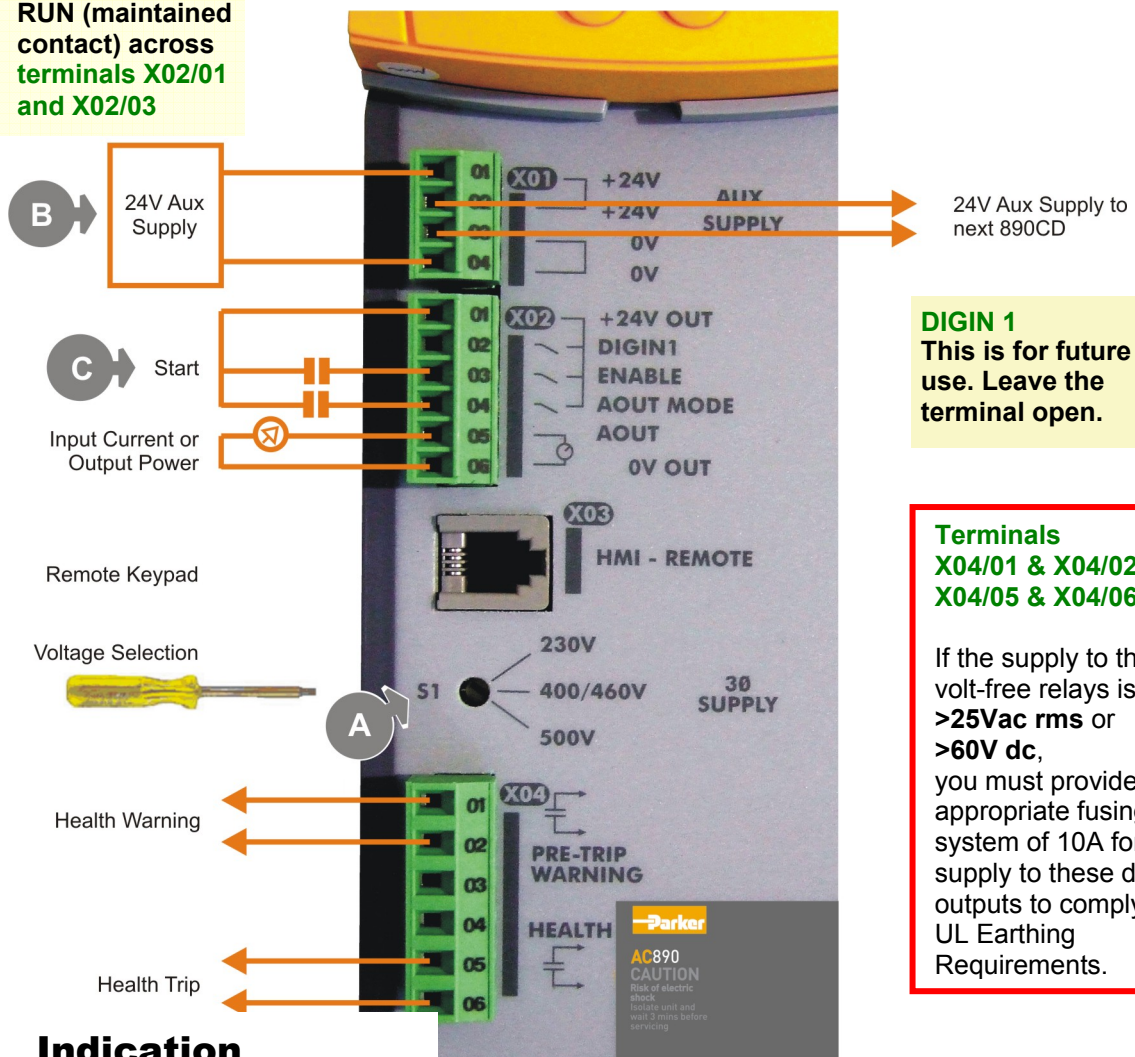 RUN (maintained
contact) across
terminals X02/01
and X02/03
B
24V Aux
Supply
01
02
03
04
X01
+24V
+24V
0V
0V
AUX
SUPPLY
24V Aux Supply to
next 890CD
C
Start
Input Current or
Output Power
01
02
03
04
05
06
X02
+24V OUT
DIGIN1
ENABLE
AOUT MODE
AOUT
0V OUT
DIGIN 1
This is for future
use. Leave the
terminal open.
Remote Keypad
X03
HMI - REMOTE
Voltage Selection
A
S1
230V
400/460V
500V
3Ø
SUPPLY
Terminals
X04/01 & X04/02
X04/05 & X04/06
If the supply to th
volt-free relays is
>25Vac rms or
>60V dc,
you must provide
appropriate fusing
system of 10A for
supply to these d
outputs to comply
UL Earthing
Requirements.
Health Warning
Health Trip
01
02
03
04
05
06
X04
PRE-TRIP
WARNING
HEALTH
Parker
AC890
CAUTION
Risk of electric
shock
Isolate unit and
wait 3 mins before
servicing
Indication